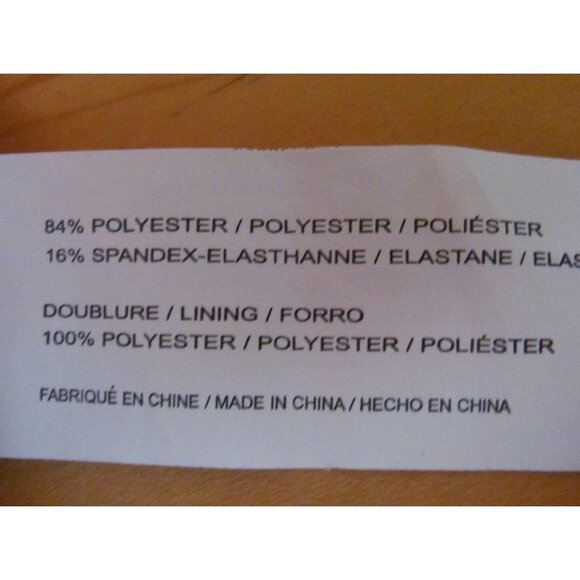 84% POLYESTER / POLYESTER / POLIÉSTER
16% SPANDEX-ELASTHANNE / ELASTANE / ELAS
DOUBLURE / LINING / FORRO
100% POLYESTER / POLYESTER / POLIÉSTER
FABRIQUÉ EN CHINE / MADE IN CHINA / HECHO EN CHINA